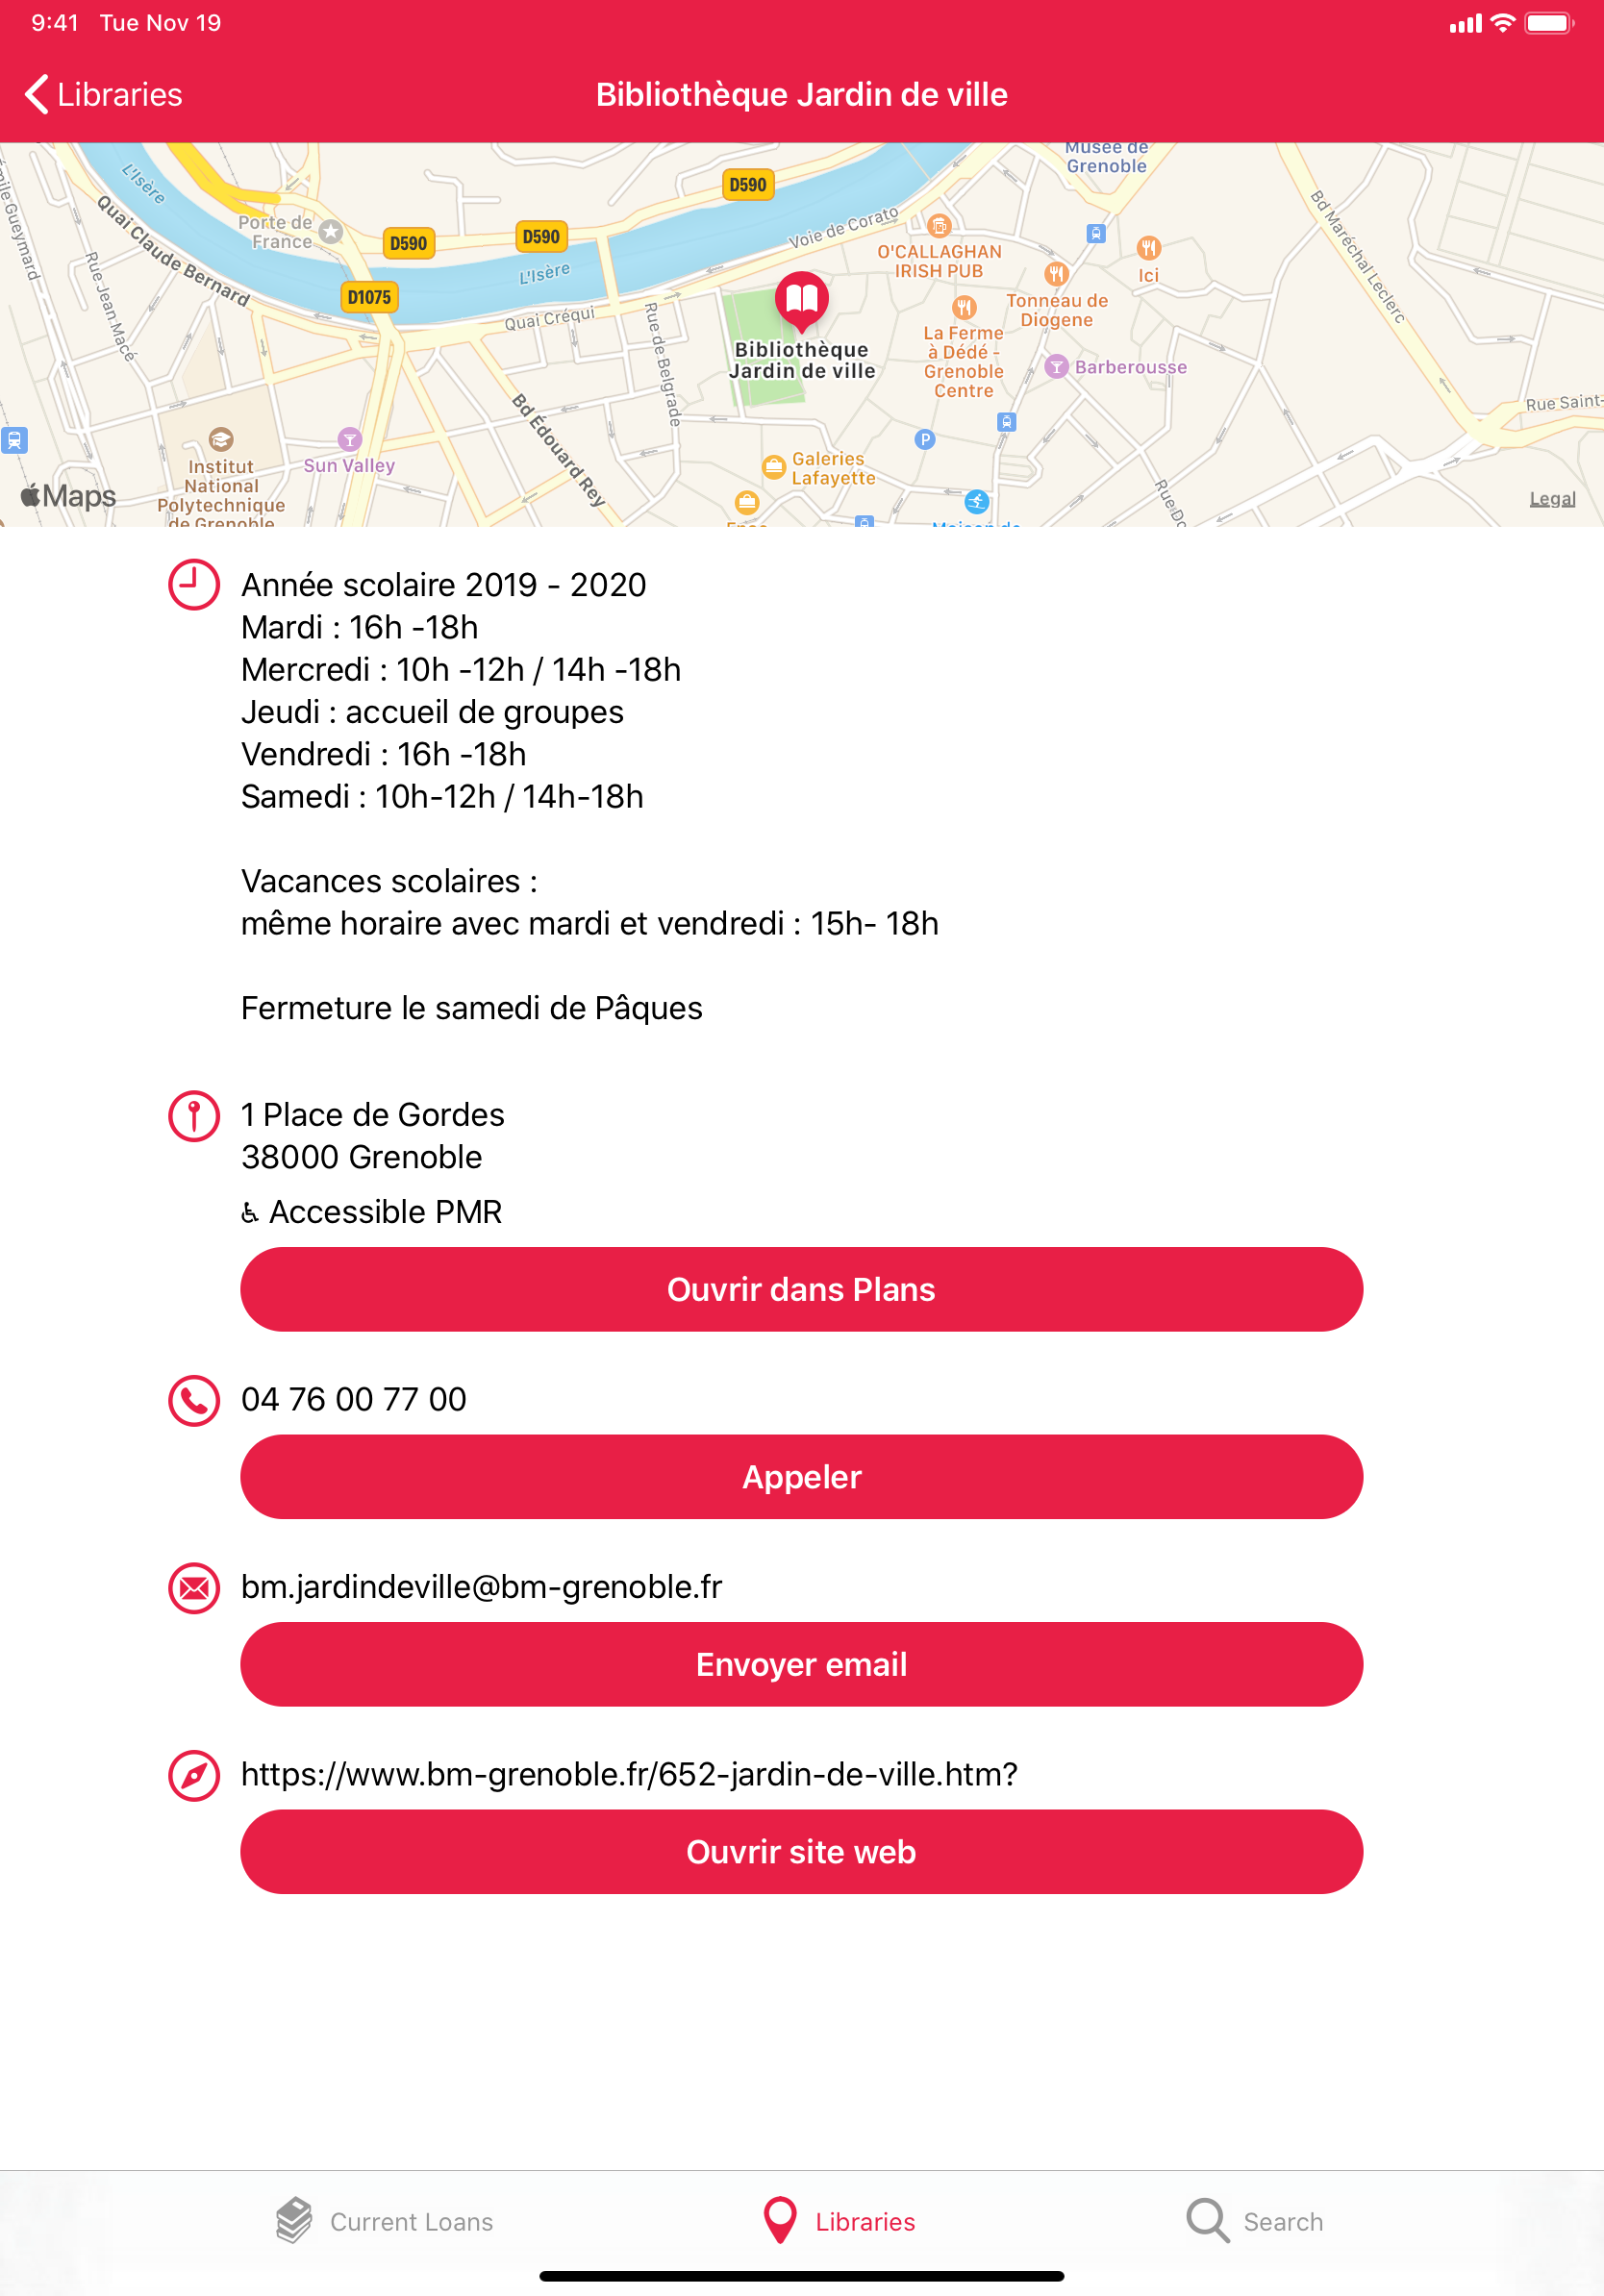 9:41 Tue Nov 19
Libraries
Bibliothèque Jardin de ville
Musée de
Grenoble
L'Isère
D590
Quai Claude Bernard
Porte de
France
D590
D590
Voie de Corato
O'CALLAGHAN
IRISH PUB
Ici
Bd Maréchal Leclerc
Rue Jean Macé
L'Isère
D1075
Quai Créqui
Rue de Belgrade
Tonneau de
Diogene
La Ferme
à Dédé -
Grenoble
Centre
Bibliothèque
Jardin de ville
Barberousse
Bd Édouard Rey
Rue Saint-
P
Institut
National
Polytechnique
de Grenoble
Sun Valley
Galeries
Lafayette
Maps
Rue Do
Legal
Fnac
Maison de
Année scolaire 2019 - 2020
Mardi : 16h -18h
Mercredi : 10h -12h / 14h -18h
Jeudi : accueil de groupes
Vendredi : 16h -18h
Samedi : 10h-12h / 14h-18h
Vacances scolaires :
même horaire avec mardi et vendredi : 15h- 18h
Fermeture le samedi de Pâques
1 Place de Gordes
38000 Grenoble
♿ Accessible PMR
Ouvrir dans Plans
04 76 00 77 00
Appeler
bm.jardindeville@bm-grenoble.fr
Envoyer email
https://www.bm-grenoble.fr/652-jardin-de-ville.htm?
Ouvrir site web
Current Loans
Libraries
Search